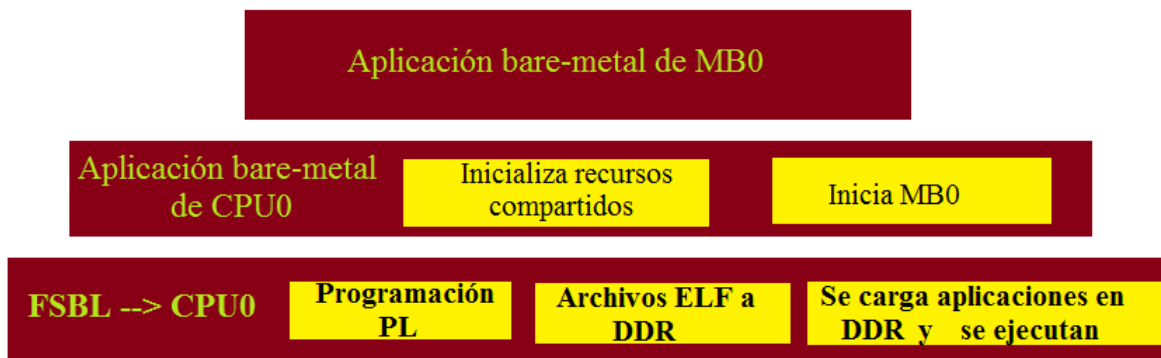 Aplicación bare-metal de MB0
Aplicación bare-metal
de CPU0
Inicializa recursos
compartidos
Inicia MB0
FSBL --> CPU0
Programación
PL
Archivos ELF a
DDR
Se carga aplicaciones en
DDR y se ejecutan